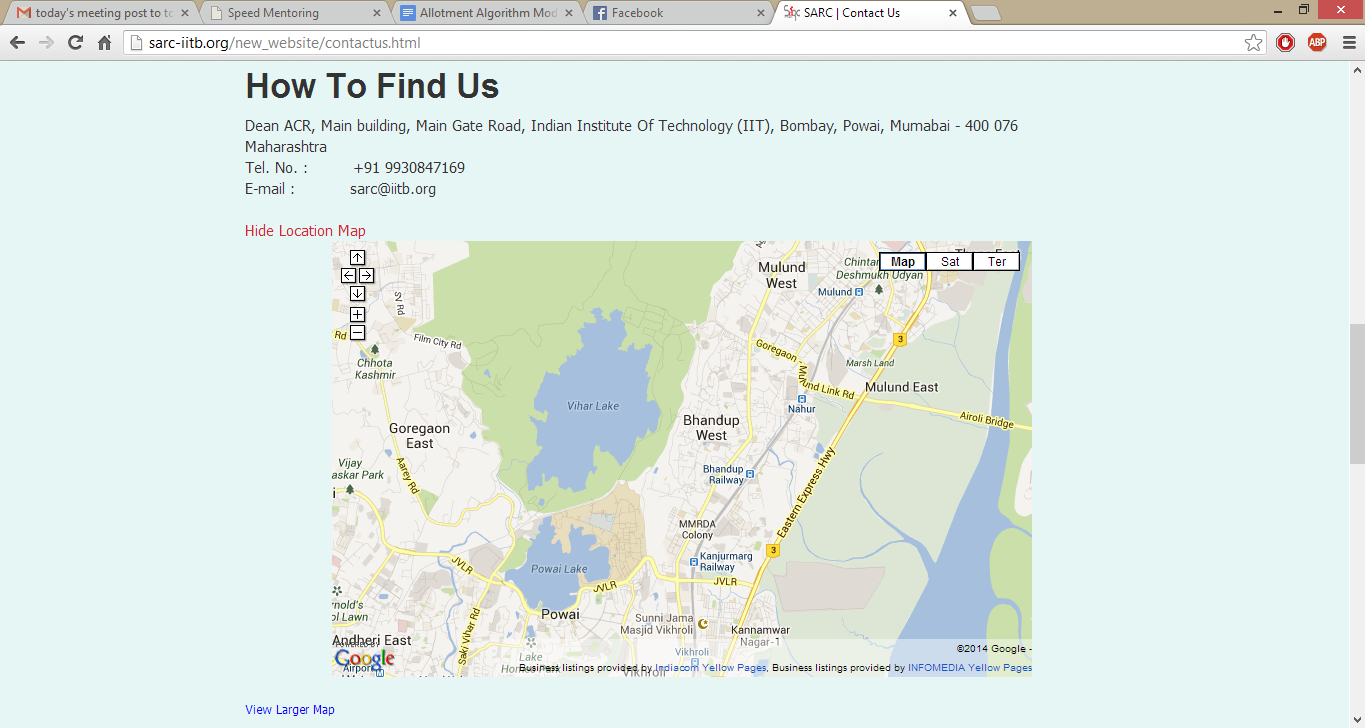 today's meeting post to to
Speed Mentoring
Allotment Algorithm Mod
Facebook
SARC | Contact Us
sarc-iitb.org/new_website/contactus.html
ABP
How To Find Us
Dean ACR, Main building, Main Gate Road, Indian Institute Of Technology (IIT), Bombay, Powai, Mumabai - 400 076
Maharashtra
Tel. No. : +91 9930847169
E-mail : sarc@iitb.org
Hide Location Map
Map Sat Ter
Mulund
West
Chintan
Deshmukh Udyan
Mulund
SV Rd
Rd
Film City Rd
Chhota
Kashmir
3
Goregaon -
Mulund Link Rd
Marsh Land
Mulund East
Nahur
Airoli Bridge
Vihar Lake
Goregaon
East
Bhandup
West
Vijay
askar Park
Aarey Rd
Bhandup
Railway
Eastern Express Hwy
MMRDA
Colony
3
Kanjurmarg
Railway
JVLR
Powai Lake
JVLR
JVLR
Powai
rnold's
ol Lawn
Sunni Jama
Masjid Vikhroli
Kannamwar
Nagar-1
Saki Vihar Rd
Andheri East
POWERED BY
Google
Airport
Lake
Vikhroli
Vikhroli
©2014 Google -
Business listings provided by Indiacom Yellow Pages, Business listings provided by INFOMEDIA Yellow Pages
View Larger Map